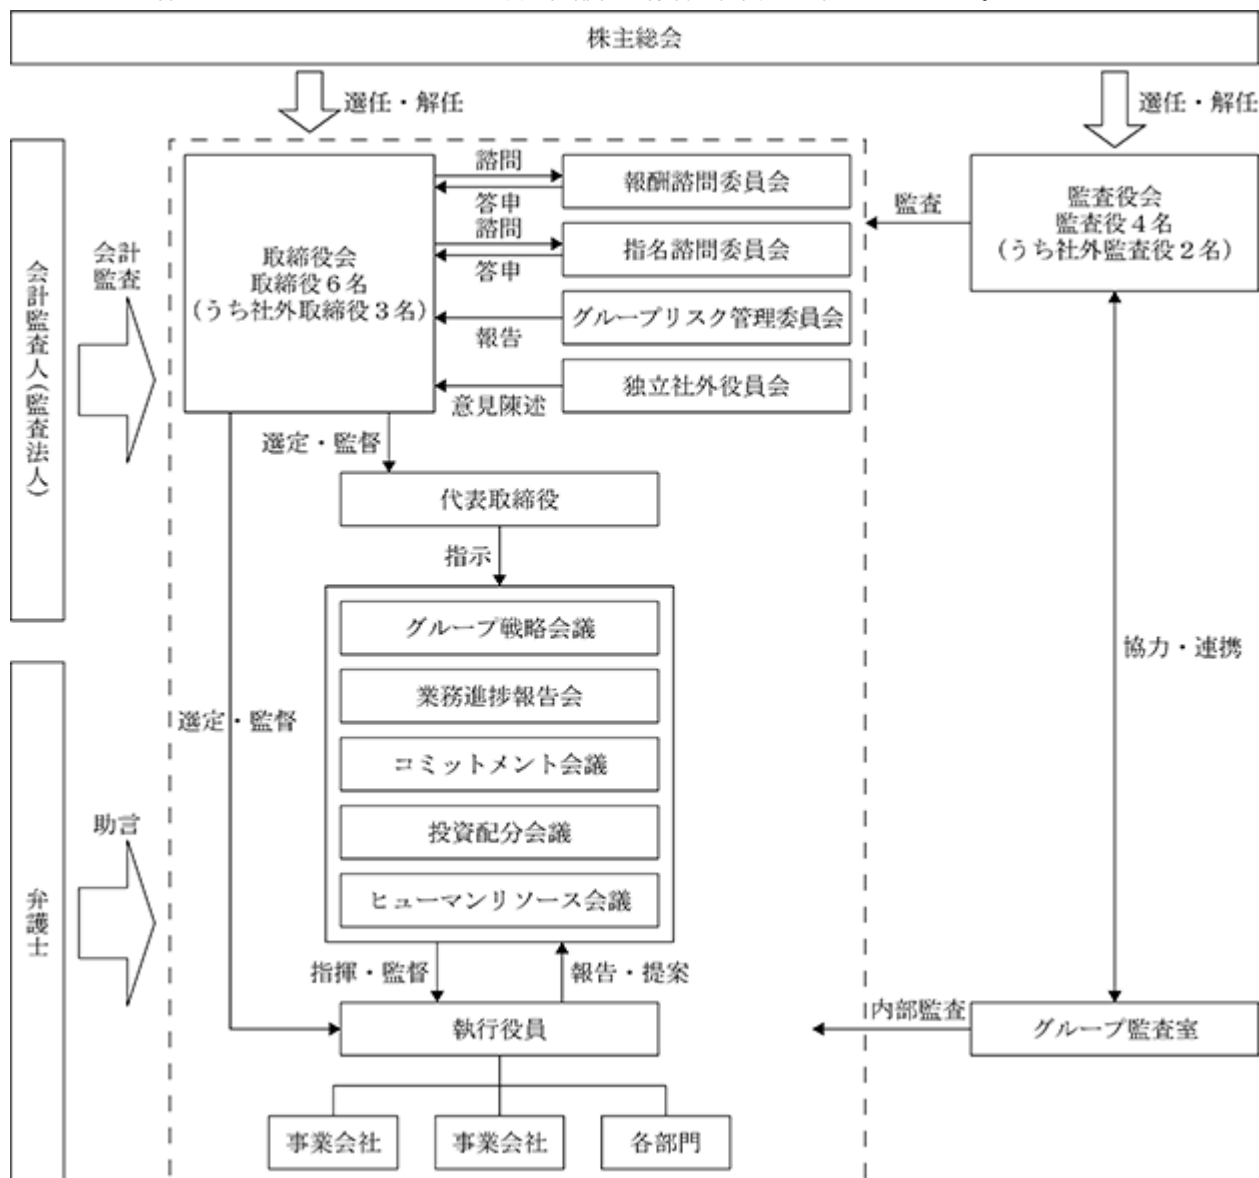 株主総会
選任・解任
選任・解任
会計監査人(監査法人)
会計
監査
取締役会
取締役6名
(うち社外取締役3名)
諮問
答申
報酬諮問委員会
諮問
答申
指名諮問委員会
報告
グループリスク管理委員会
意見陳述
独立社外役員会
監査
監査役会
監査役4名
(うち社外監査役2名)
選定・監督
代表取締役
指示
グループ戦略会議
業務進捗報告会
コミットメント会議
投資配分会議
ヒューマンリソース会議
選定・監督
協力・連携
弁護士
助言
指揮・監督
報告・提案
執行役員
内部監査
グループ監査室
事業会社
事業会社
各部門